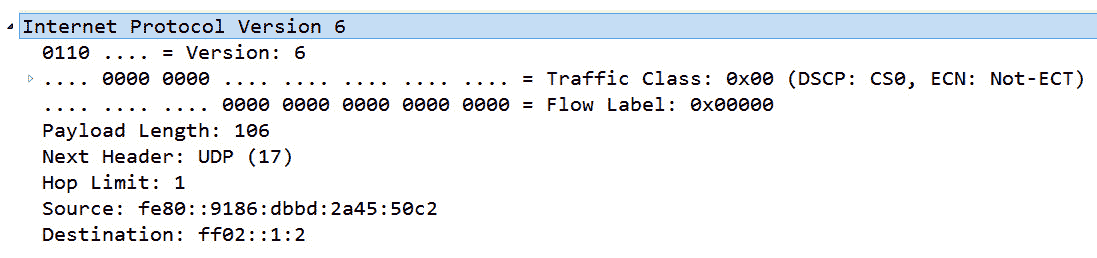 Internet Protocol Version 6
0110 .... = Version: 6
.... 0000 0000 .... .... .... .... .... = Traffic Class: 0x00 (DSCP: CS0, ECN: Not-ECT)
.... .... .... 0000 0000 0000 0000 0000 = Flow Label: 0x00000
Payload Length: 106
Next Header: UDP (17)
Hop Limit: 1
Source: fe80::9186:dbbd:2a45:50c2
Destination: ff02::1:2